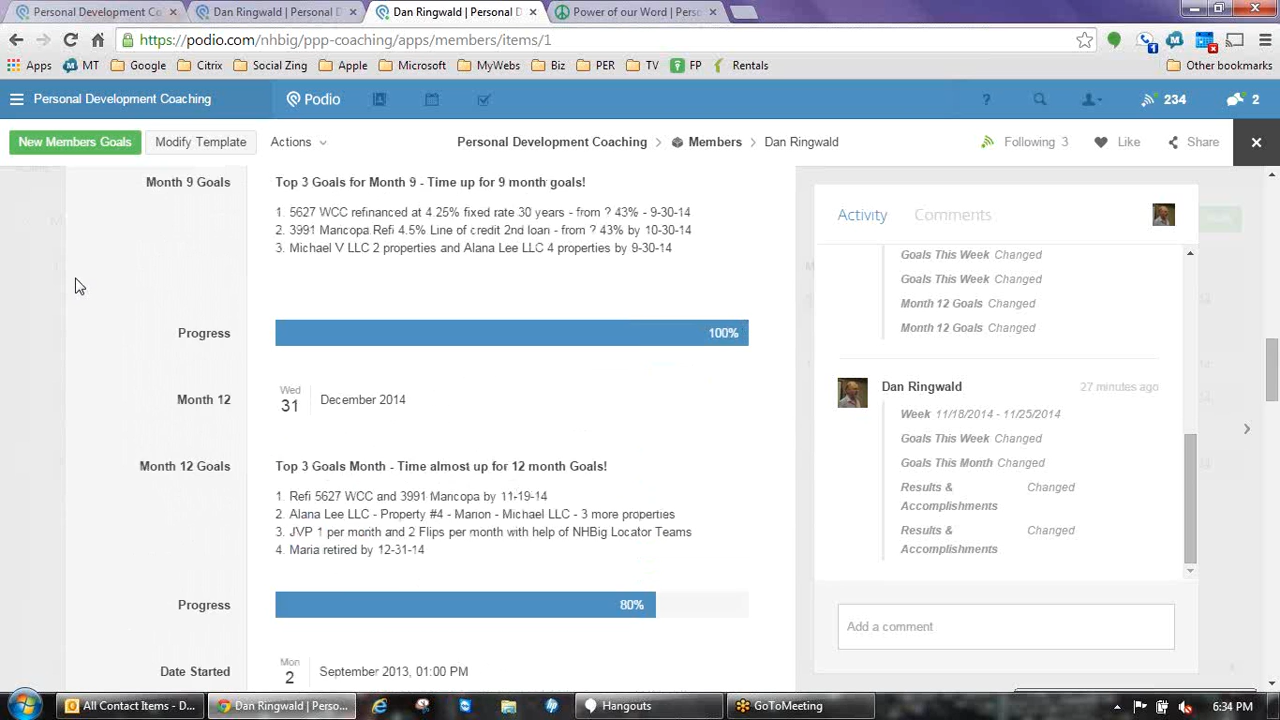 Personal Development Coa
Dan Ringwald | Personal D
Dan Ringwald | Personal D
Power of our Word | Perso
https://podio.com/nhbig/ppp-coaching/apps/members/items/1
Apps MT Google Citrix Social Zing Apple Microsoft MyWebs Biz PER TV FP Rentals Other bookmarks
Personal Development Coaching Podio ? 234 2
New Members Goals Modify Template Actions Personal Development Coaching > Members > Dan Ringwald Following 3 Like Share
Month 9 Goals Top 3 Goals for Month 9 - Time up for 9 month goals!
1. 5627 WCC refinanced at 4.25% fixed rate 30 years - from ? 43% - 9-30-14
2. 3991 Mancopa Refi 4.5% Line of credit 2nd loan - from ? 43% by 10-30-14
3. Michael V LLC 2 properties and Alana Lee LLC 4 properties by 9-30-14
Progress 100%
Month 12 Wed 31 December 2014
Month 12 Goals Top 3 Goals Month - Time almost up for 12 month Goals!
1. Refi 5627 WCC and 3991 Mancopa by 11-19-14
2. Alana Lee LLC - Property #4 - Marion - Michael LLC - 3 more properties
3. JVP 1 per month and 2 Flips per month with help of NHBig Locator Teams
4. Maria retired by 12-31-14
Progress 80%
Date Started Mon 2 September 2013, 01:00 PM
Activity Comments
Goals This Week Changed
Goals This Week Changed
Month 12 Goals Changed
Month 12 Goals Changed
Dan Ringwald 27 minutes ago
Week 11/18/2014 - 11/25/2014
Goals This Week Changed
Goals This Month Changed
Results & Accomplishments Changed
Results & Accomplishments Changed
Add a comment
All Contact Items - D...
Dan Ringwald | Perso...
Hangouts
GoToMeeting
6:34 PM